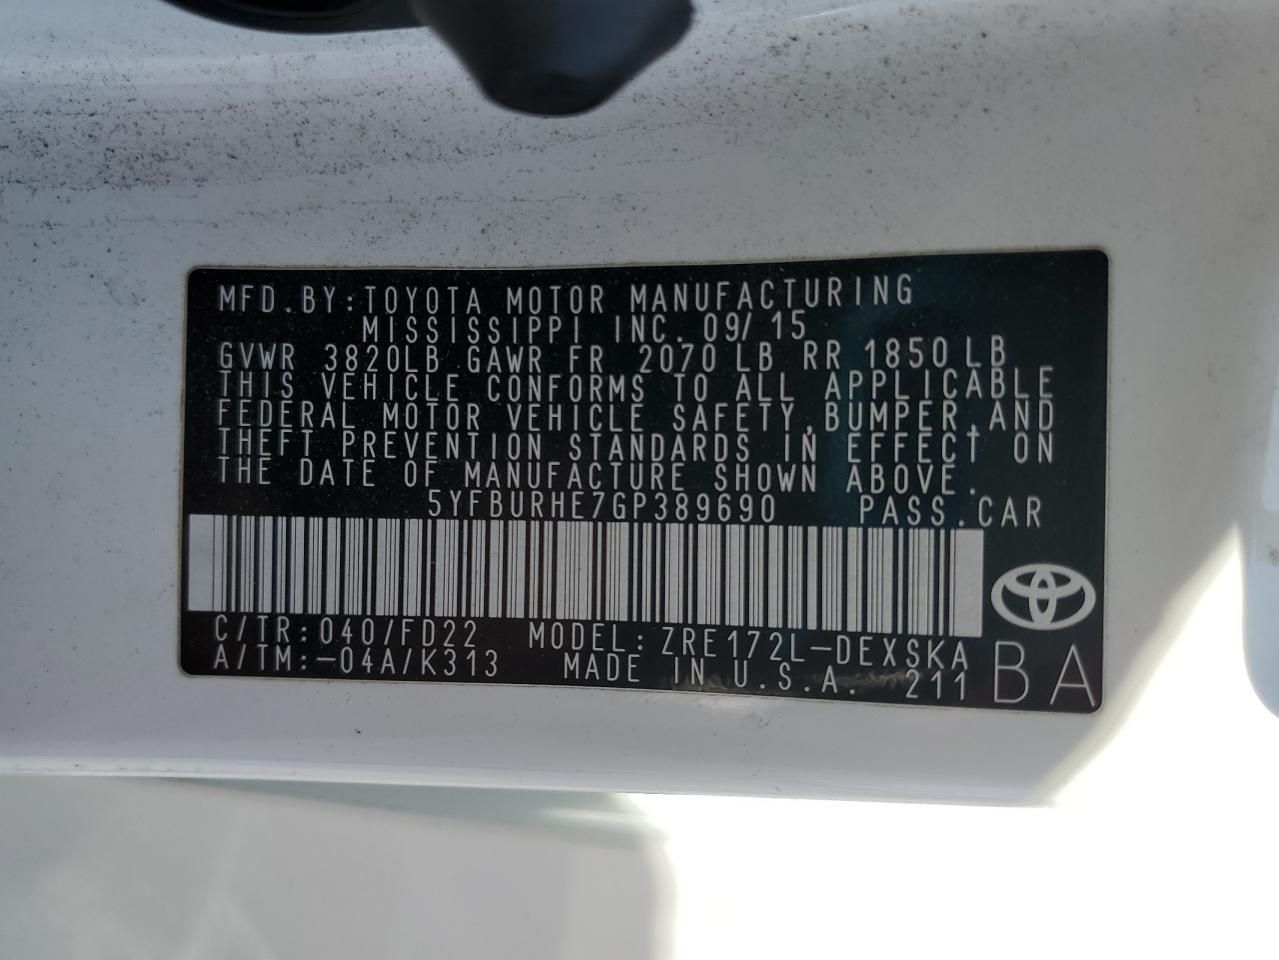 MFD.BY:TOYOTA MOTOR MANUFACTURING
MISSISSIPPI INC. 09/15
GVWR 3820LB GAWR FR 2070 LB RR 1850 LB
THIS VEHICLE CONFORMS TO ALL APPLICABLE
FEDERAL MOTOR VEHICLE SAFETY,BUMPER,AND
THEFT PREVENTION STANDARDS IN EFFECT ON
THE DATE OF MANUFACTURE SHOWN ABOVE.
5YFBURHE7GP389690 PASS.CAR
C/TR:040/FD22 MODEL:ZRE172L-DEXSKA
A/TM:-04A/K313 MADE IN U.S.A. 211
BA